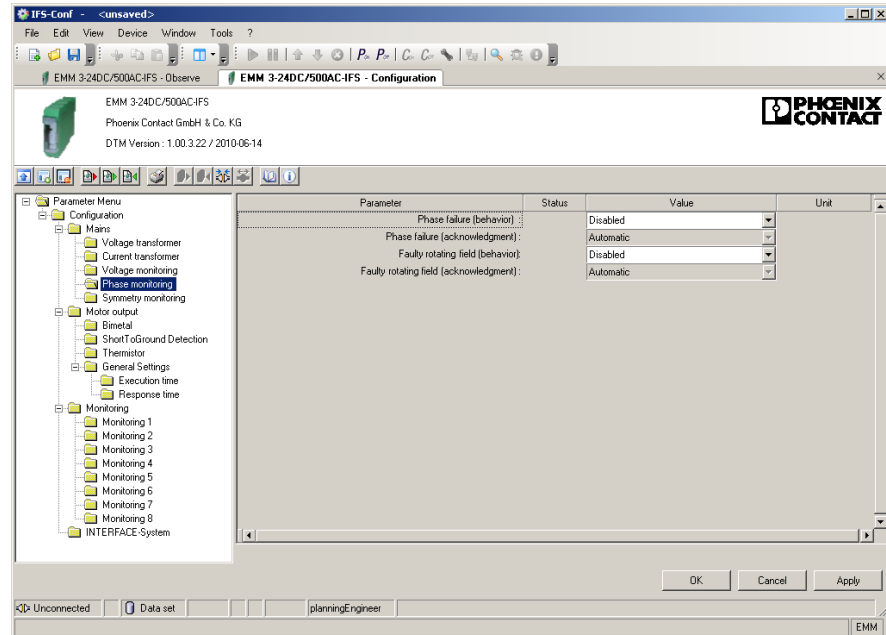 IFS-Conf - <unsaved>
File Edit View Device Window Tools ?
EMM 3-24DC/500AC-IFS - Observe
EMM 3-24DC/500AC-IFS - Configuration
EMM 3-24DC/500AC-IFS
Phoenix Contact GmbH & Co. KG
DTM Version : 1.00.3.22 / 2010-06-14
PHŒNIX
CONTACT
Parameter Menu
Configuration
Mains
Voltage transformer
Current transformer
Voltage monitoring
Phase monitoring
Symmetry monitoring
Motor output
Bimetal
ShortToGround Detection
Thermistor
General Settings
Execution time
Response time
Monitoring
Monitoring 1
Monitoring 2
Monitoring 3
Monitoring 4
Monitoring 5
Monitoring 6
Monitoring 7
Monitoring 8
INTERFACE-System
Parameter Status Value Unit
Phase failure (behavior) : Disabled
Phase failure (acknowledgment) : Automatic
Faulty rotating field (behavior): Disabled
Faulty rotating field (acknowledgment) : Automatic
OK Cancel Apply
Unconnected Data set planningEngineer
EMM